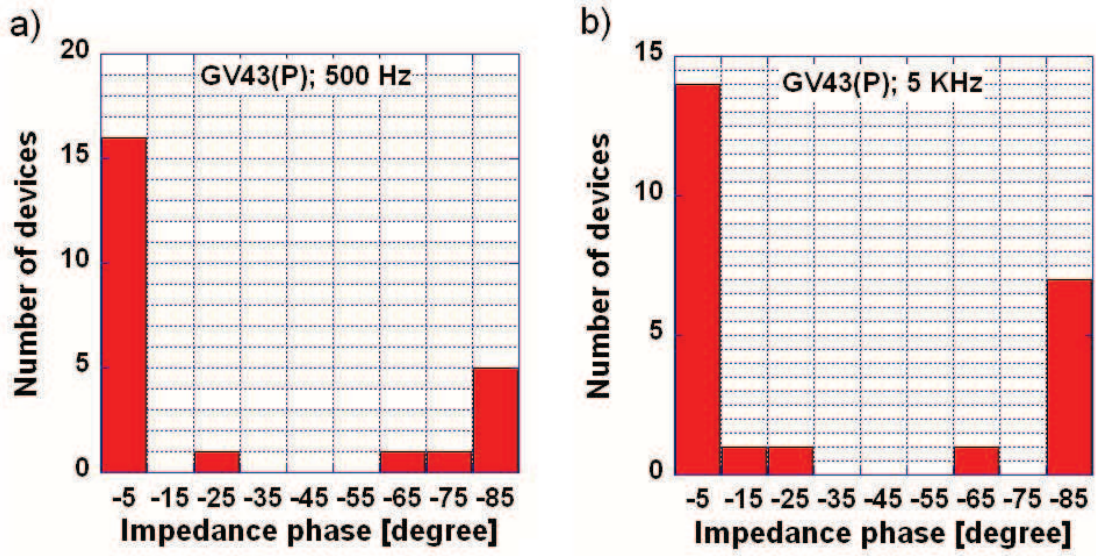 a)
GV43(P); 500 Hz
Number of devices
20
15
10
5
0
-5 -15 -25 -35 -45 -55 -65 -75 -85
Impedance phase [degree]
b)
GV43(P); 5 KHz
Number of devices
15
10
5
0
-5 -15 -25 -35 -45 -55 -65 -75 -85
Impedance phase [degree]